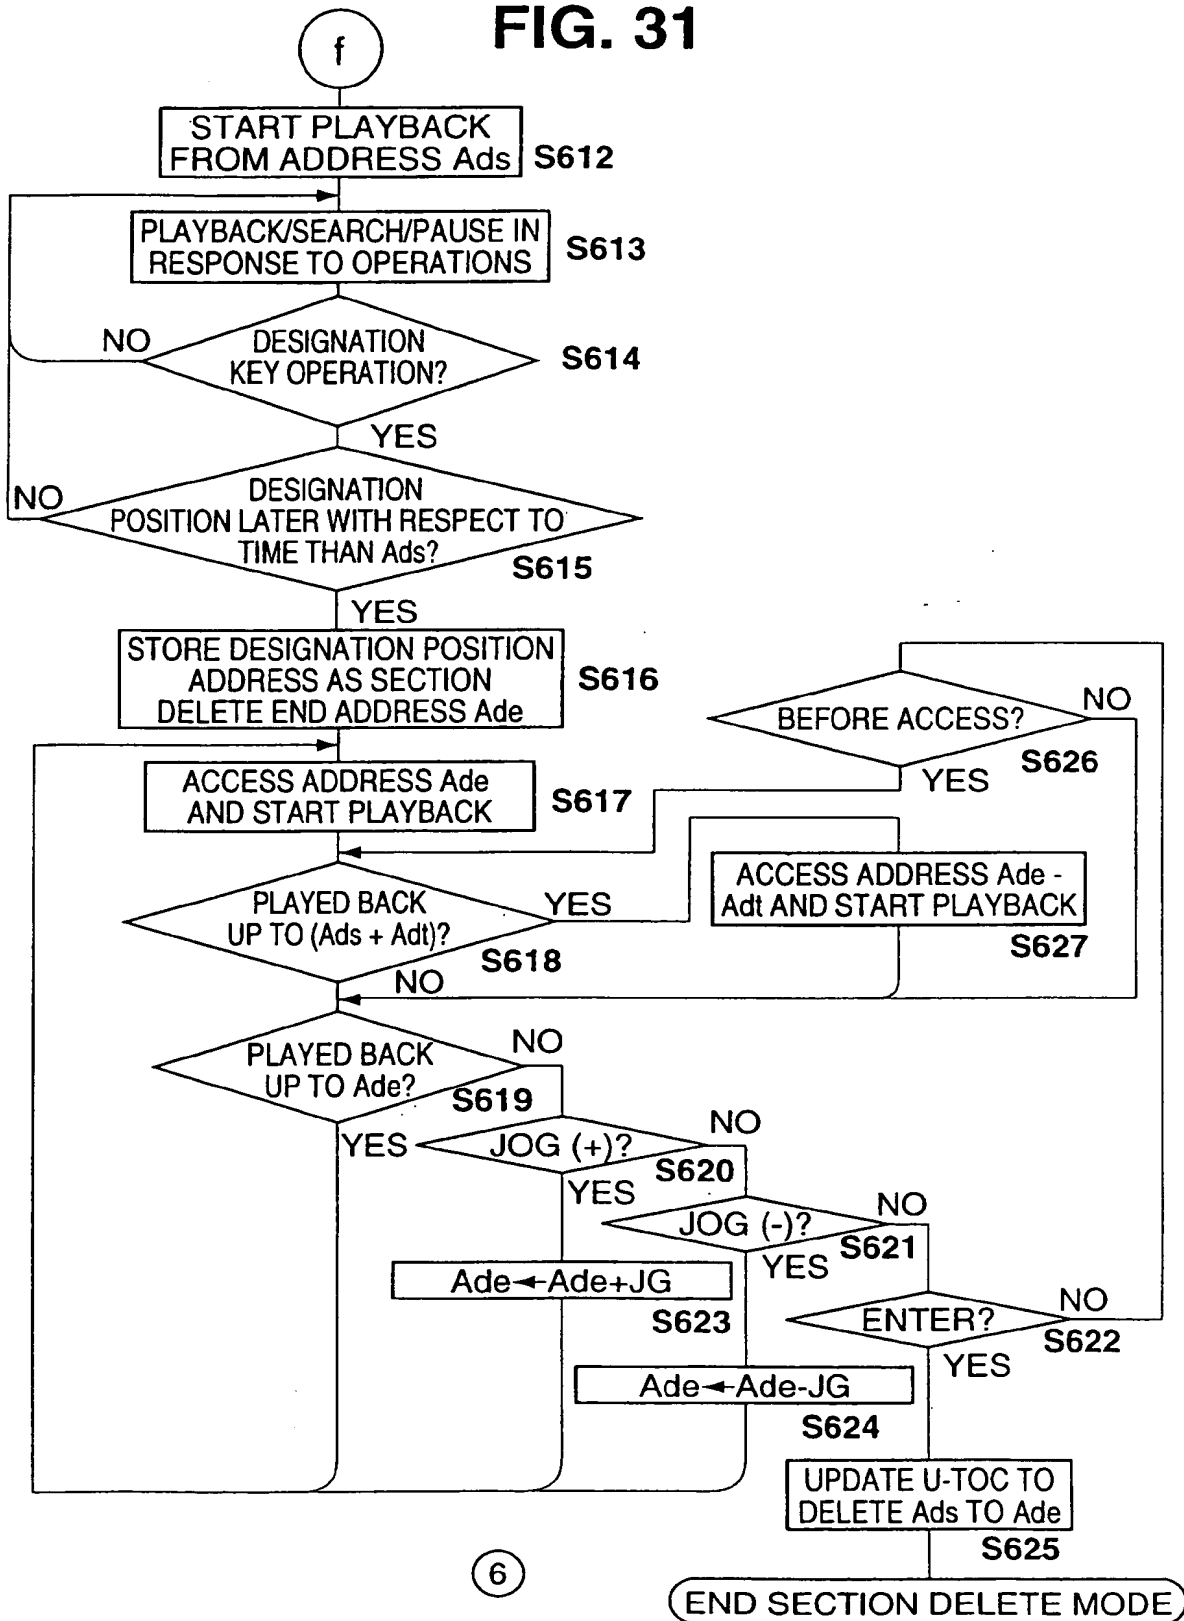 FIG. 31
f
START PLAYBACK
FROM ADDRESS Ads
S612
PLAYBACK/SEARCH/PAUSE IN
RESPONSE TO OPERATIONS
S613
NO
DESIGNATION
KEY OPERATION?
S614
YES
NO
DESIGNATION
POSITION LATER WITH RESPECT TO
TIME THAN Ads?
S615
YES
STORE DESIGNATION POSITION
ADDRESS AS SECTION
DELETE END ADDRESS Ade
S616
BEFORE ACCESS?
NO
S626
YES
ACCESS ADDRESS Ade
AND START PLAYBACK
S617
ACCESS ADDRESS Ade -
Adt AND START PLAYBACK
S627
PLAYED BACK
UP TO (Ads + Adt)?
YES
S618
NO
PLAYED BACK
UP TO Ade?
NO
S619
YES
JOG (+)?
NO
S620
YES
JOG (-)?
NO
S621
YES
Ade←Ade+JG
S623
ENTER?
NO
S622
YES
Ade←Ade-JG
S624
UPDATE U-TOC TO
DELETE Ads TO Ade
S625
6
END SECTION DELETE MODE